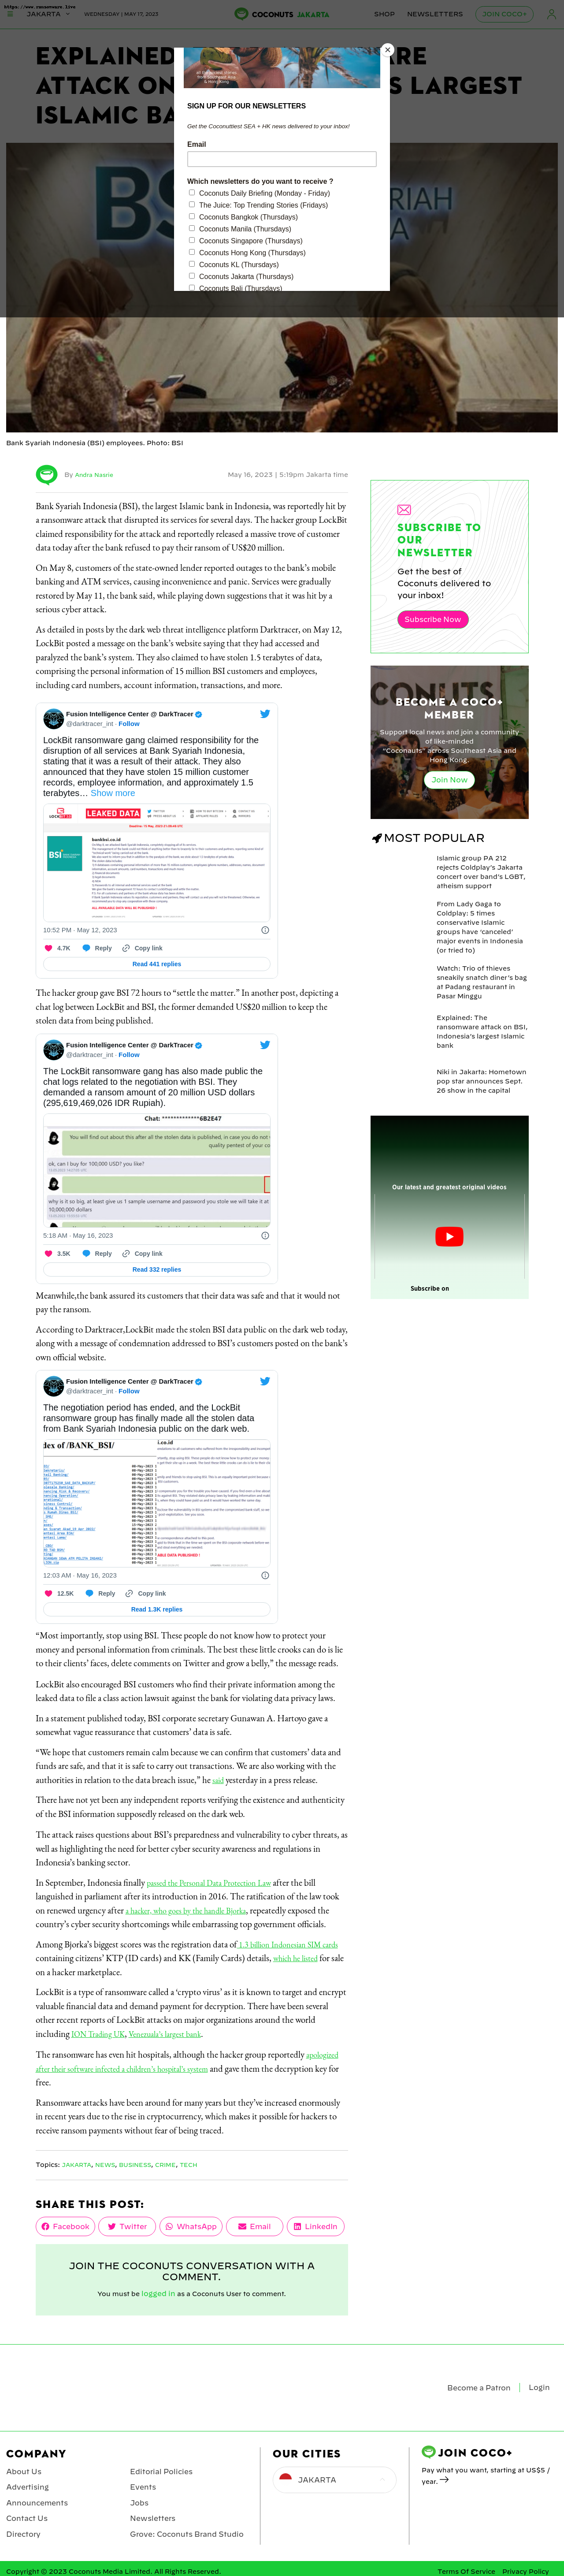 https://www.ransomware.live
JAKARTA
WEDNESDAY | MAY 17, 2023
COCONUTS JAKARTA
SHOP
NEWSLETTERS
JOIN COCO+
ATTACK ON
LARGEST
ISLAMIC
SIGN UP FOR OUR NEWSLETTERS
Get the Coconuttiest SEA + HK news delivered to your inbox!
Email
Which newsletters do you want to receive ?
Coconuts Daily Briefing (Monday - Friday)
The Juice: Top Trending Stories (Fridays)
Coconuts Bangkok (Thursdays)
Coconuts Manila (Thursdays)
Coconuts Singapore (Thursdays)
Coconuts Hong Kong (Thursdays)
Coconuts KL (Thursdays)
Coconuts Jakarta (Thursdays)
Coconuts Bali (Thursdays)
Bank Syariah Indonesia (BSI) employees. Photo: BSI
By Andra Nasrie
May 16, 2023 | 5:19pm Jakarta time
Bank Syariah Indonesia (BSI), the largest Islamic bank in Indonesia, was reportedly hit by
a ransomware attack that disrupted its services for several days. The hacker group LockBit
claimed responsibility for the attack and reportedly released a massive trove of customer
data today after the bank refused to pay their ransom of US$20 million.
On May 8, customers of the state-owned lender reported outages to the bank's mobile
banking and ATM services, causing inconvenience and panic. Services were gradually
restored by May 11, the bank said, while playing down suggestions that it was hit by a
serious cyber attack.
As detailed in posts by the dark web threat intelligence platform Darktracer, on May 12,
LockBit posted a message on the bank's website saying that they had accessed and
paralyzed the bank's system. They also claimed to have stolen 1.5 terabytes of data,
comprising the personal information of 15 million BSI customers and employees,
including card numbers, account information, transactions, and more.
Fusion Intelligence Center @ DarkTracer
@darktracer_int · Follow
LockBit ransomware gang claimed responsibility for the
disruption of all services at Bank Syariah Indonesia,
stating that it was a result of their attack. They also
announced that they have stolen 15 million customer
records, employee information, and approximately 1.5
terabytes… Show more
LEAKED DATA
bankbsi.co.id
BSI
10:52 PM · May 12, 2023
4.7K Reply Copy link
Read 441 replies
The hacker group gave BSI 72 hours to “settle the matter.” In another post, depicting a
chat log between LockBit and BSI, the former demanded US$20 million to keep the
stolen data from being published.
Fusion Intelligence Center @ DarkTracer
@darktracer_int · Follow
The LockBit ransomware gang has also made public the
chat logs related to the negotiation with BSI. They
demanded a ransom amount of 20 million USD dollars
(295,619,469,026 IDR Rupiah).
Chat: ************6B2E47
You will find out about this after all the stolen data is published, in case you do not
quality pentest of your co
ok, can I buy for 100,000 USD? you like?
why is it so big, at least give us 1 sample username and password you stole we will take it at
10,000,000 dollars
5:18 AM · May 16, 2023
3.5K Reply Copy link
Read 332 replies
Meanwhile,the bank assured its customers that their data was safe and that it would not
pay the ransom.
According to Darktracer,LockBit made the stolen BSI data public on the dark web today,
along with a message of condemnation addressed to BSI's customers posted on the bank's
own official website.
Fusion Intelligence Center @ DarkTracer
@darktracer_int · Follow
The negotiation period has ended, and the LockBit
ransomware group has finally made all the stolen data
from Bank Syariah Indonesia public on the dark web.
dex of /BANK_BSI/
12:03 AM · May 16, 2023
12.5K Reply Copy link
Read 1.3K replies
“Most importantly, stop using BSI. These people do not know how to protect your
money and personal information from criminals. The best these little crooks can do is lie
to their clients' faces, delete comments on Twitter and grow a belly,” the message reads.
LockBit also encouraged BSI customers who find their private information among the
leaked data to file a class action lawsuit against the bank for violating data privacy laws.
In a statement published today, BSI corporate secretary Gunawan A. Hartoyo gave a
somewhat vague reassurance that customers' data is safe.
“We hope that customers remain calm because we can confirm that customers' data and
funds are safe, and that it is safe to carry out transactions. We are also working with the
authorities in relation to the data breach issue,” he said yesterday in a press release.
There have not yet been any independent reports verifying the existence and authenticity
of the BSI information supposedly released on the dark web.
The attack raises questions about BSI's preparedness and vulnerability to cyber threats, as
well as highlighting the need for better cyber security awareness and regulations in
Indonesia's banking sector.
In September, Indonesia finally passed the Personal Data Protection Law after the bill
languished in parliament after its introduction in 2016. The ratification of the law took
on renewed urgency after a hacker, who goes by the handle Bjorka, repeatedly exposed the
country's cyber security shortcomings while embarrassing top government officials.
Among Bjorka's biggest scores was the registration data of 1.3 billion Indonesian SIM cards
containing citizens' KTP (ID cards) and KK (Family Cards) details, which he listed for sale
on a hacker marketplace.
LockBit is a type of ransomware called a ‘crypto virus’ as it is known to target and encrypt
valuable financial data and demand payment for decryption. There have been several
other recent reports of LockBit attacks on major organizations around the world
including ION Trading UK, Venezuala's largest bank.
The ransomware has even hit hospitals, although the hacker group reportedly apologized
after their software infected a children's hospital's system and gave them the decryption key for
free.
Ransomware attacks have been around for many years but they've increased enormously
in recent years due to the rise in cryptocurrency, which makes it possible for hackers to
receive ransom payments without fear of being traced.
Topics: JAKARTA, NEWS, BUSINESS, CRIME, TECH
SHARE THIS POST:
Facebook Twitter WhatsApp Email LinkedIn
JOIN THE COCONUTS CONVERSATION WITH A
COMMENT.
You must be logged in as a Coconuts User to comment.
SUBSCRIBE TO
OUR
NEWSLETTER
Get the best of
Coconuts delivered to
your inbox!
Subscribe Now
BECOME A COCO+
MEMBER
Support local news and join a community
of like-minded
“Coconuts” across Southeast Asia and
Hong Kong.
Join Now
MOST POPULAR
Islamic group PA 212
rejects Coldplay's Jakarta
concert over band's LGBT,
atheism support
From Lady Gaga to
Coldplay: 5 times
conservative Islamic
groups have ‘canceled’
major events in Indonesia
(or tried to)
Watch: Trio of thieves
sneakily snatch diner's bag
at Padang restaurant in
Pasar Minggu
Explained: The
ransomware attack on BSI,
Indonesia's largest Islamic
bank
Niki in Jakarta: Hometown
pop star announces Sept.
26 show in the capital
Our latest and greatest original videos
Subscribe on
Become a Patron
Login
COMPANY
About Us
Advertising
Announcements
Contact Us
Directory
Editorial Policies
Events
Jobs
Newsletters
Grove: Coconuts Brand Studio
OUR CITIES
JAKARTA
JOIN COCO+
Pay what you want, starting at US$5 /
year.
Copyright © 2023 Coconuts Media Limited. All Rights Reserved.
Terms Of Service Privacy Policy